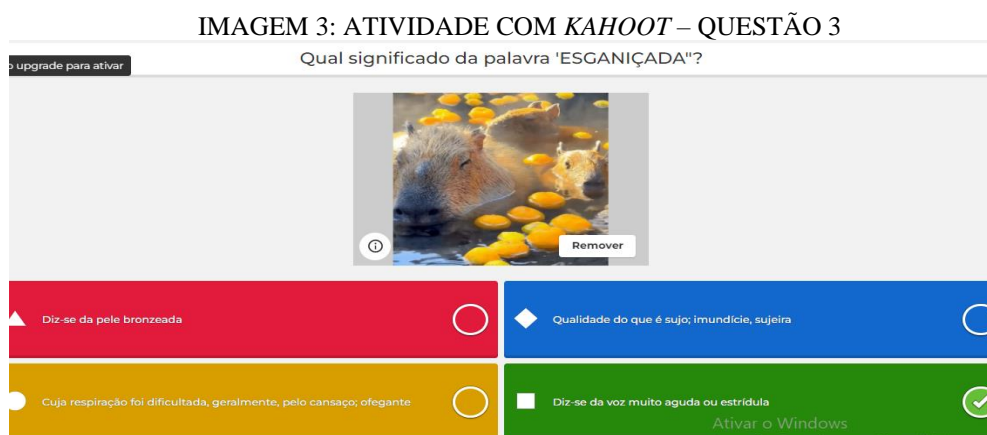 IMAGEM 3: ATIVIDADE COM KAHOOT – QUESTÃO 3
upgrade para ativar
Qual significado da palavra 'ESGANIÇADA"?
Remover
Diz-se da pele bronzeada
Qualidade do que é sujo; imundície, sujeira
Cuja respiração foi dificultada, geralmente, pelo cansaço; ofegante
Diz-se da voz muito aguda ou estrídula
Ativar o Windows